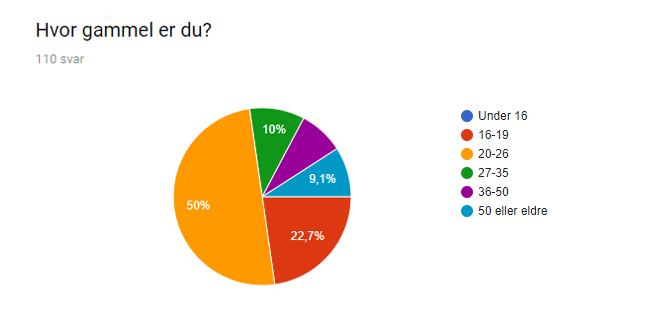 Hvor gammel er du?
110 svar
10%
9,1%
50%
22,7%
Under 16
16-19
20-26
27-35
36-50
50 eller eldre